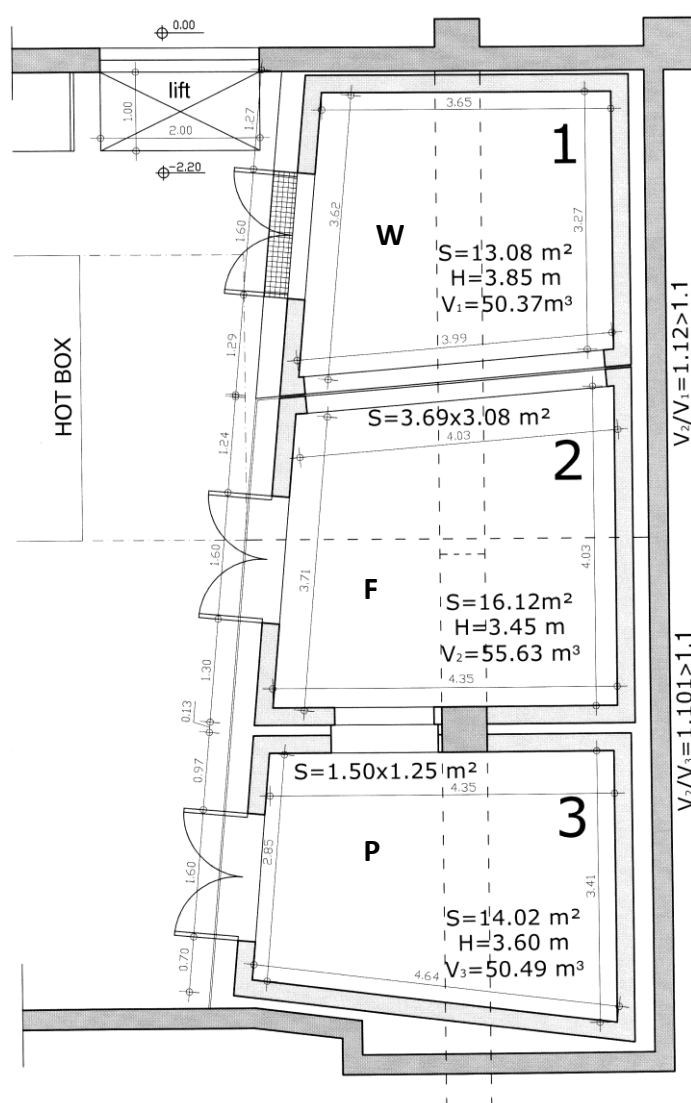 0.00
lift
1.00
2.00
1.27
-2.20
3.65
1
3.62
3.27
W
1.60
S=13.08 m²
H=3.85 m
V₁=50.37m³
3.99
1.29
HOT BOX
V₂/V₁=1.12>1.1
S=3.69x3.08 m²
4.03
2
1.24
1.60
3.71
4.03
F
S=16.12m²
H=3.45 m
V₂=55.63 m³
4.35
1.30
0.13
V₂/V₃=1.101>1.1
0.97
S=1.50x1.25 m²
4.35
3
2.85
3.41
1.60
P
S=14.02 m²
H=3.60 m
V₃=50.49 m³
4.64
0.70